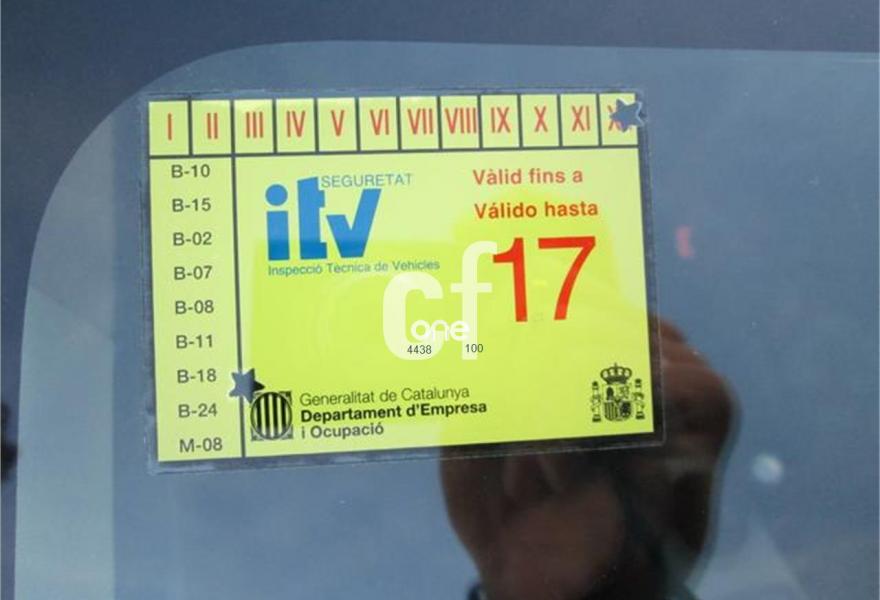 I II III IV V VI VII VIII IX X XI
B-10
B-15
B-02
B-07
B-08
B-11
B-18
B-24
M-08
SEGURETAT
itv
Inspecció Tècnica de Vehicles
Vàlid fins a
Válido hasta
17
cf
one
4438 100
Generalitat de Catalunya
Departament d'Empresa
i Ocupació